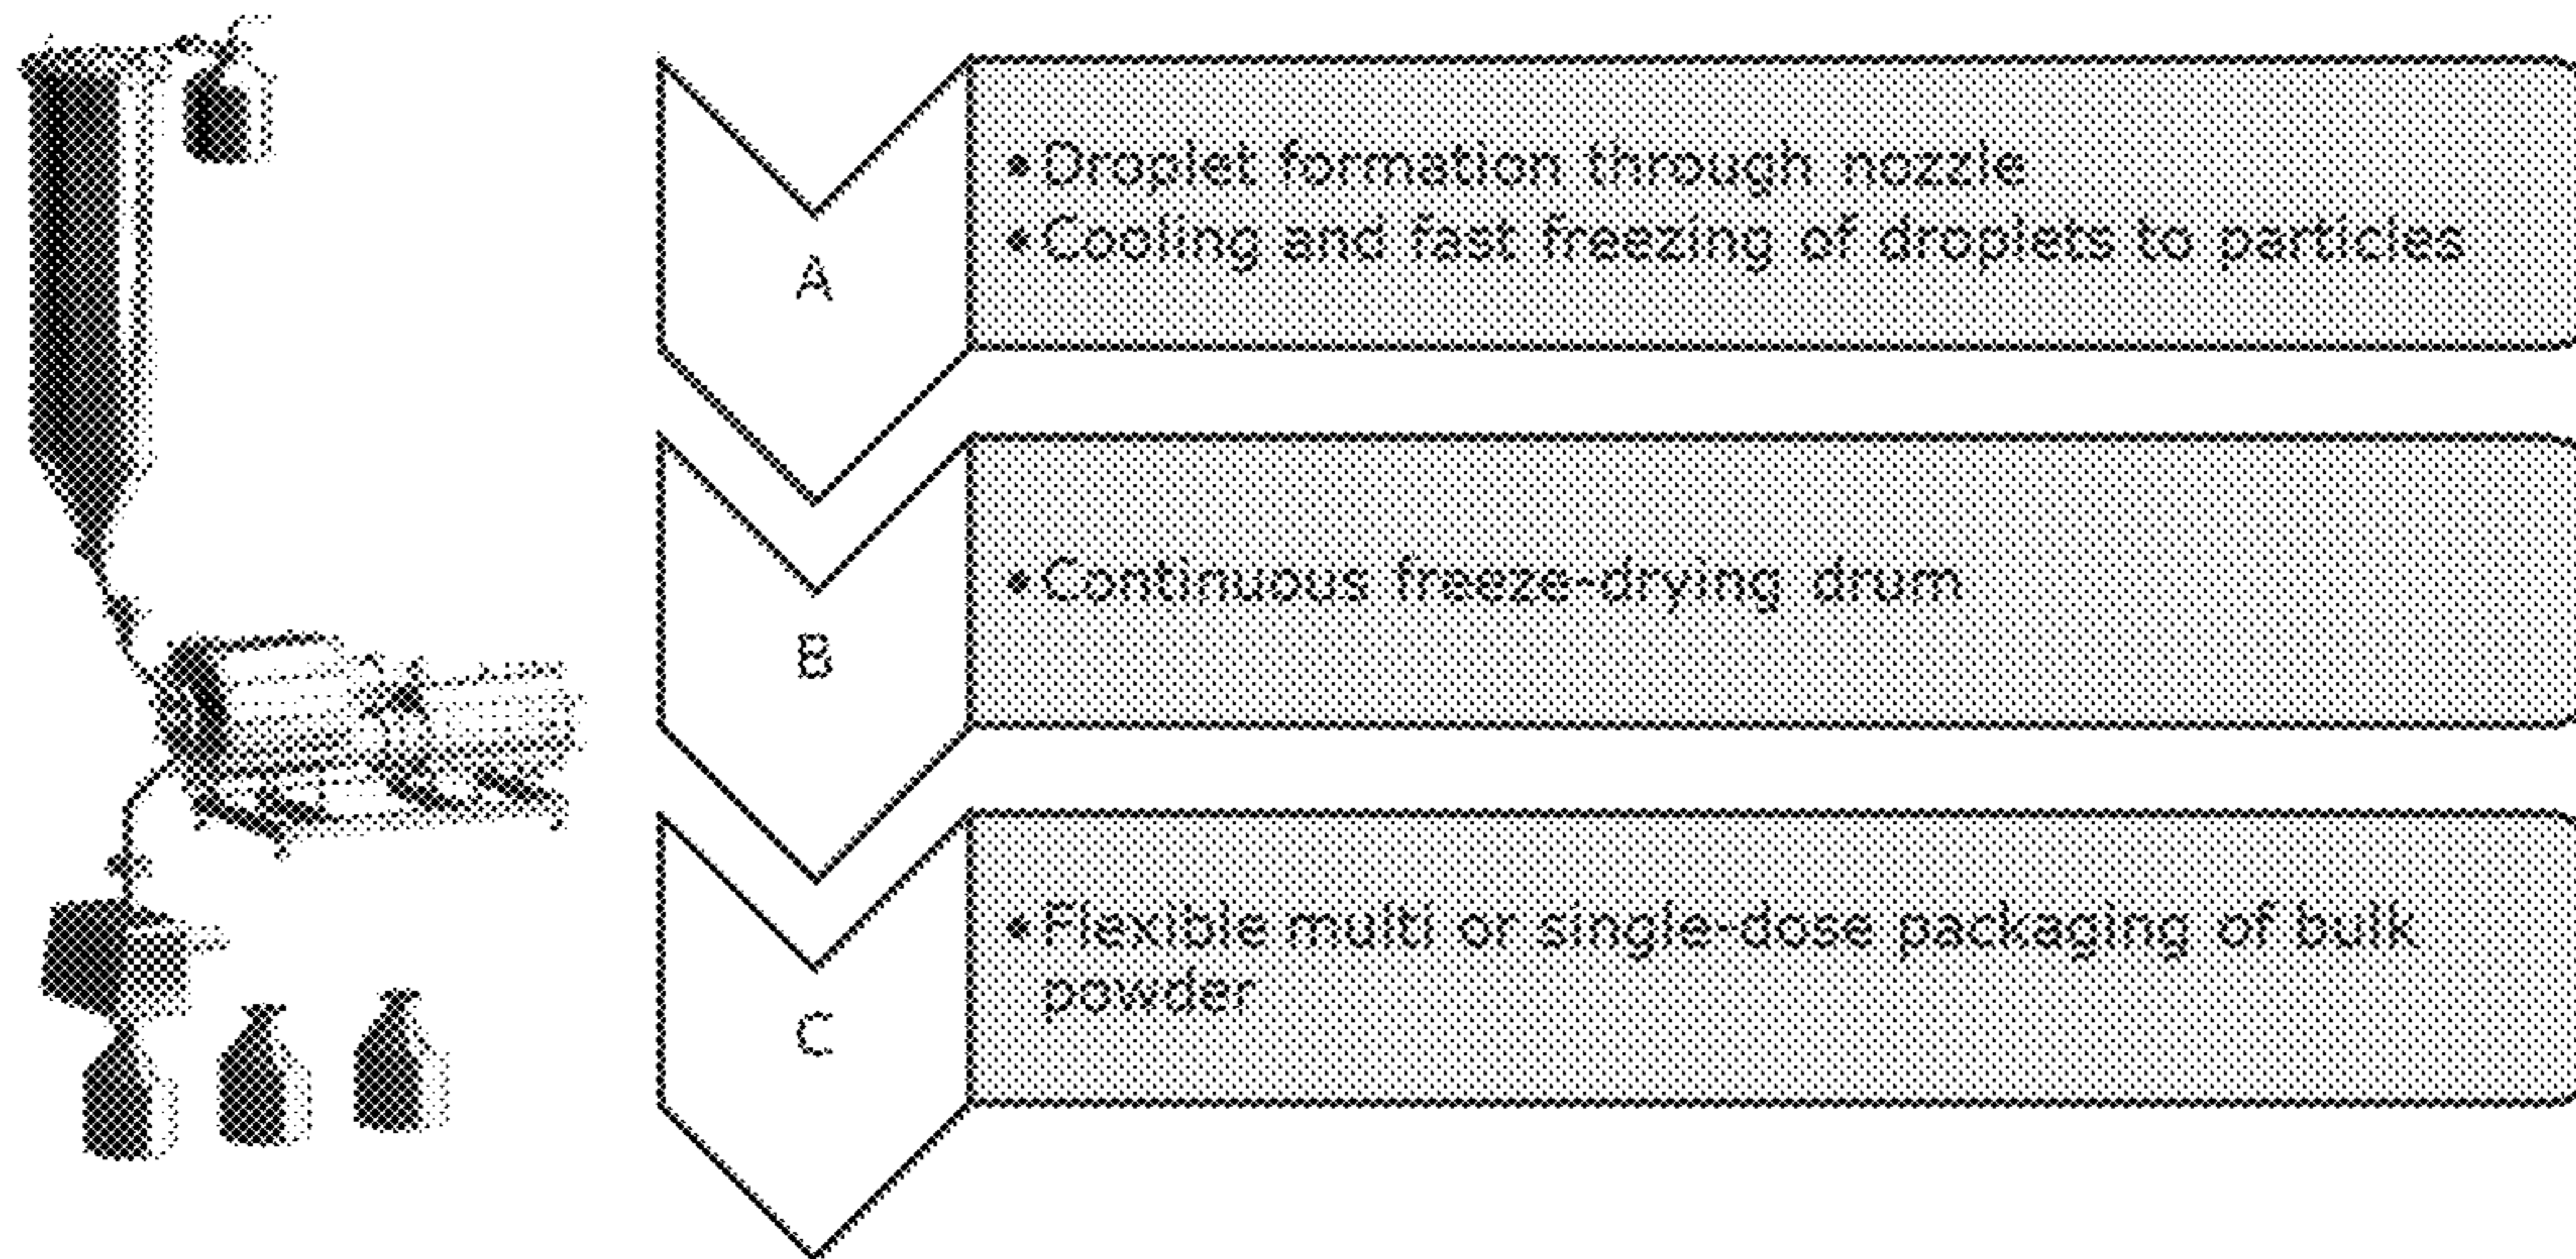 A
•Droplet formation through nozzle
•Cooling and fast freezing of droplets to particles
B
•Continuous freeze-drying drum
C
•Flexible multi or single-dose packaging of bulk
powder